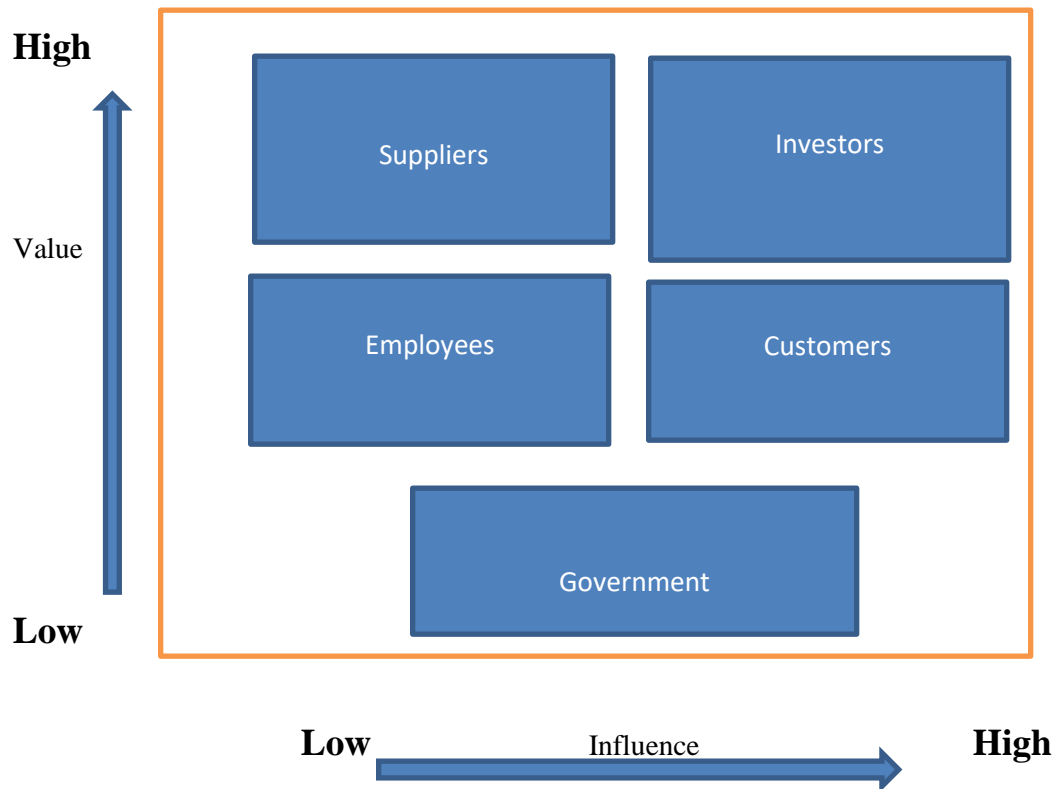 High
Suppliers
Investors
Value
Employees
Customers
Government
Low
Low
Influence
High